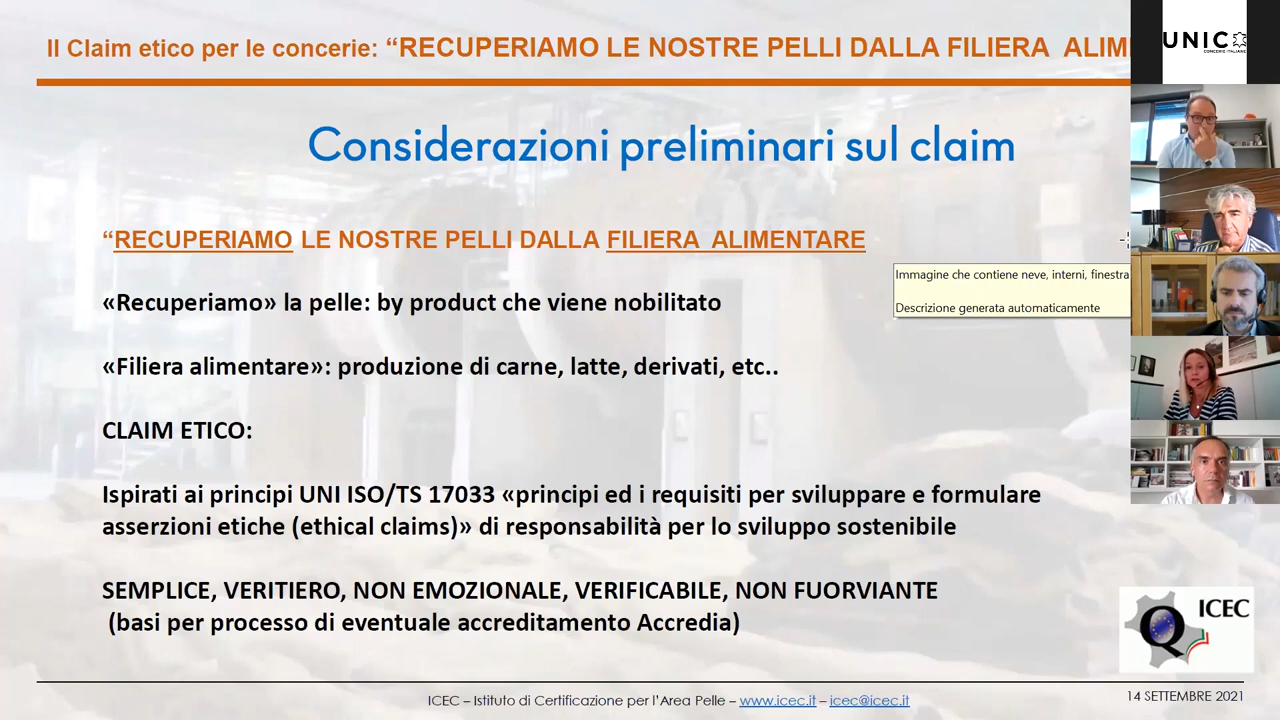 Il Claim etico per le concerie: “RECUPERIAMO LE NOSTRE PELLI DALLA FILIERA  ALIM
UNIC
CONCERIE ITALIANE
Considerazioni preliminari sul claim
“RECUPERIAMO LE NOSTRE PELLI DALLA FILIERA  ALIMENTARE
Immagine che contiene neve, interni, finestra
Descrizione generata automaticamente
«Recuperiamo» la pelle: by product che viene nobilitato
«Filiera alimentare»: produzione di carne, latte, derivati, etc..
CLAIM ETICO:
Ispirati ai principi UNI ISO/TS 17033 «principi ed i requisiti per sviluppare e formulare
asserzioni etiche (ethical claims)» di responsabilità per lo sviluppo sostenibile
SEMPLICE, VERITIERO, NON EMOZIONALE, VERIFICABILE, NON FUORVIANTE
(basi per processo di eventuale accreditamento Accredia)
Q ICEC
ICEC – Istituto di Certificazione per l’Area Pelle – www.icec.it – icec@icec.it
14 SETTEMBRE 2021